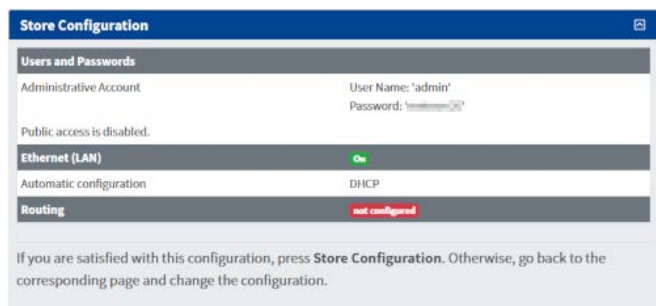 Store Configuration
Users and Passwords
Administrative Account
User Name: 'admin'
Password: '
Public access is disabled.
Ethernet (LAN)
On
Automatic configuration
DHCP
Routing
not configured
If you are satisfied with this configuration, press Store Configuration. Otherwise, go back to the
corresponding page and change the configuration.